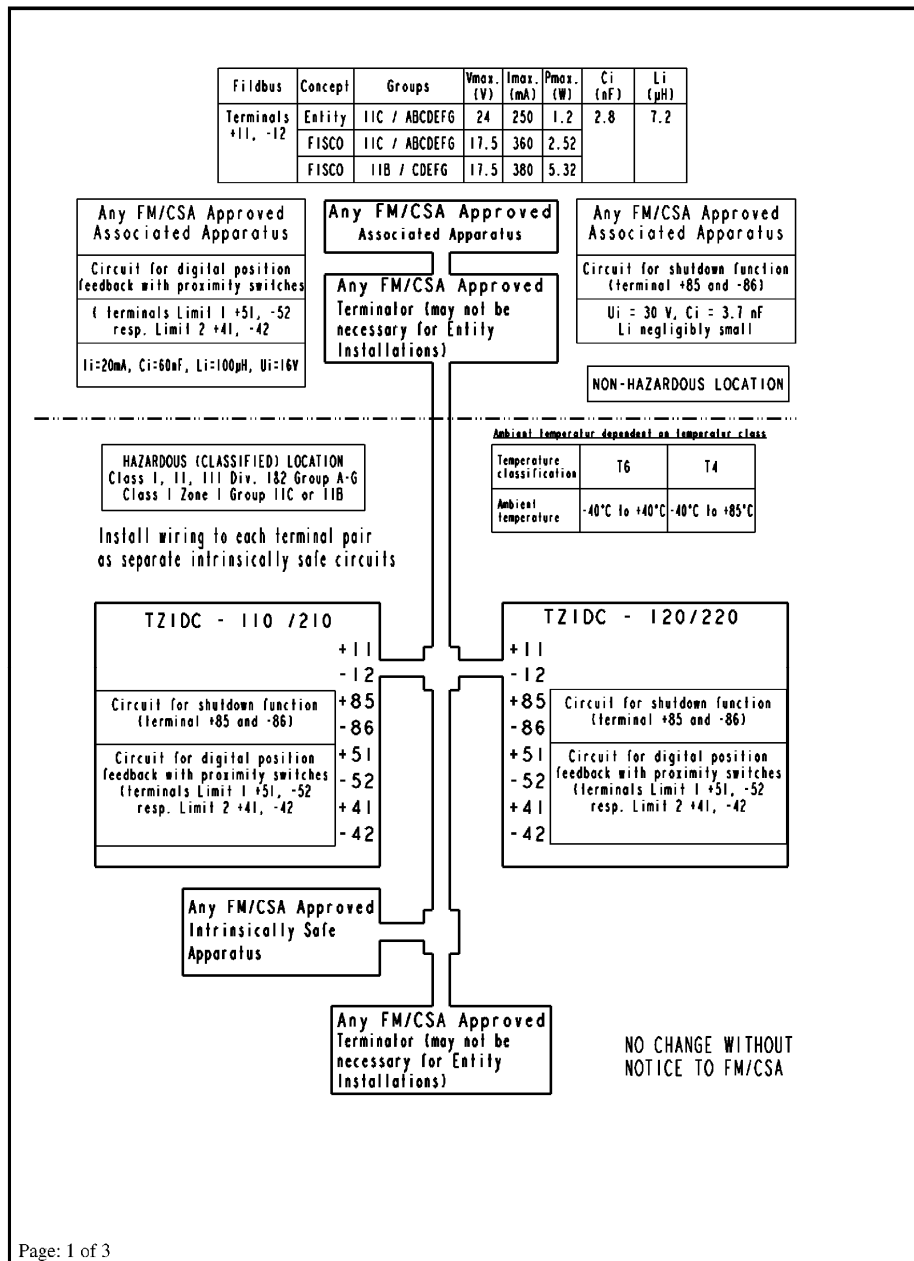 Fildbus Concept Groups Vmax. (V) Imax. (mA) Pmax. (W) Ci (nF) Li (µH)
Terminals +11, -12 Entity IIC / ABCDEFG 24 250 1.2 2.8 7.2
FISCO IIC / ABCDEFG 17.5 360 2.52
FISCO IIB / CDEFG 17.5 380 5.32
Any FM/CSA Approved
Associated Apparatus
Circuit for digital position
feedback with proximity switches
( terminals Limit 1 +51, -52
resp. Limit 2 +41, -42
Ii=20mA, Ci=60nF, Li=100µH, Ui=16V
Any FM/CSA Approved
Associated Apparatus
Any FM/CSA Approved
Terminator (may not be
necessary for Entity
Installations)
Any FM/CSA Approved
Associated Apparatus
Circuit for shutdown function
(terminal +85 and -86)
Ui = 30 V, Ci = 3.7 nF
Li negligibly small
NON-HAZARDOUS LOCATION
HAZARDOUS (CLASSIFIED) LOCATION
Class I, II, III Div. 1&2 Group A-G
Class I Zone I Group IIC or IIB
Install wiring to each terminal pair
as separate intrinsically safe circuits
Ambient temperatur dependent on temperater class
Temperature classification T6 T4
Ambient temperature -40°C to +40°C -40°C to +85°C
TZIDC - 110 /210
+11
-12
+85
-86
+51
-52
+41
-42
Circuit for shutdown function
(terminal +85 and -86)
Circuit for digital position
feedback with proximity switches
(terminals Limit 1 +51, -52
resp. Limit 2 +41, -42
TZIDC - 120/220
+11
-12
+85
-86
+51
-52
+41
-42
Circuit for shutdown function
(terminal +85 and -86)
Circuit for digital position
feedback with proximity switches
(terminals Limit 1 +51, -52
resp. Limit 2 +41, -42
Any FM/CSA Approved
Intrinsically Safe
Apparatus
Any FM/CSA Approved
Terminator (may not be
necessary for Entity
Installations)
NO CHANGE WITHOUT
NOTICE TO FM/CSA
Page: 1 of 3